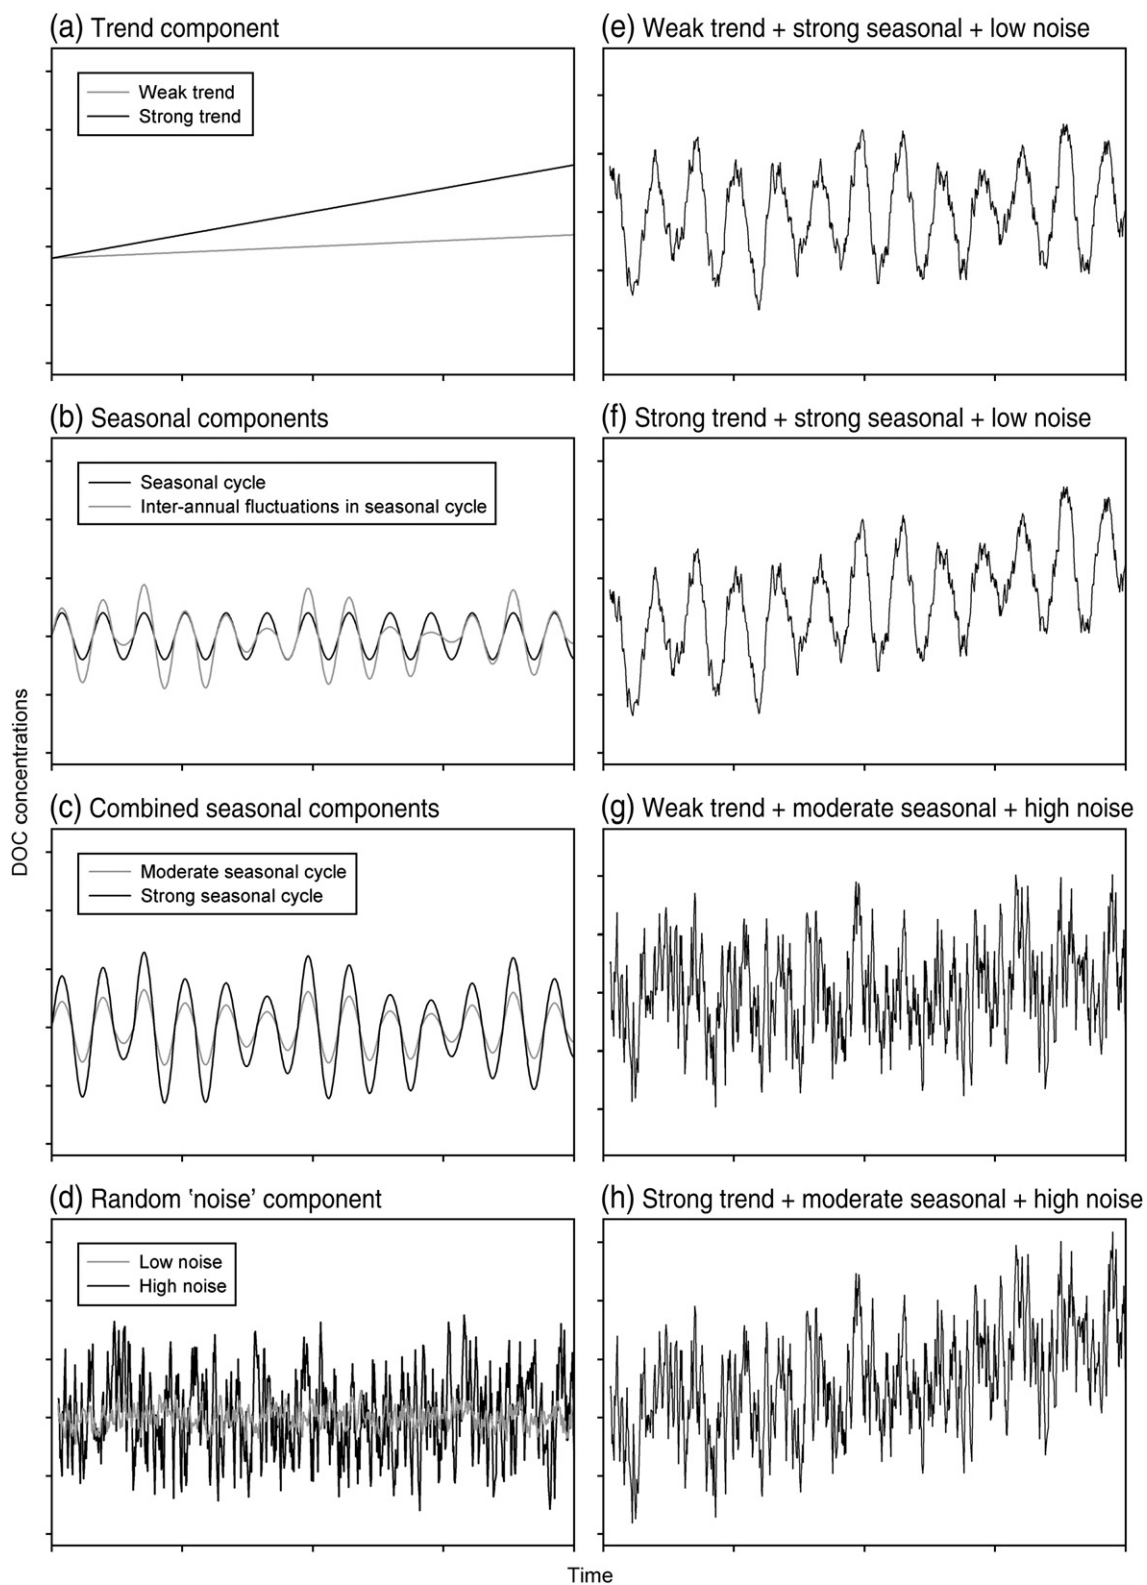 (a) Trend component
Weak trend
Strong trend
(e) Weak trend + strong seasonal + low noise
(b) Seasonal components
Seasonal cycle
Inter-annual fluctuations in seasonal cycle
(f) Strong trend + strong seasonal + low noise
(c) Combined seasonal components
Moderate seasonal cycle
Strong seasonal cycle
(g) Weak trend + moderate seasonal + high noise
(d) Random ‘noise’ component
Low noise
High noise
(h) Strong trend + moderate seasonal + high noise
DOC concentrations
Time